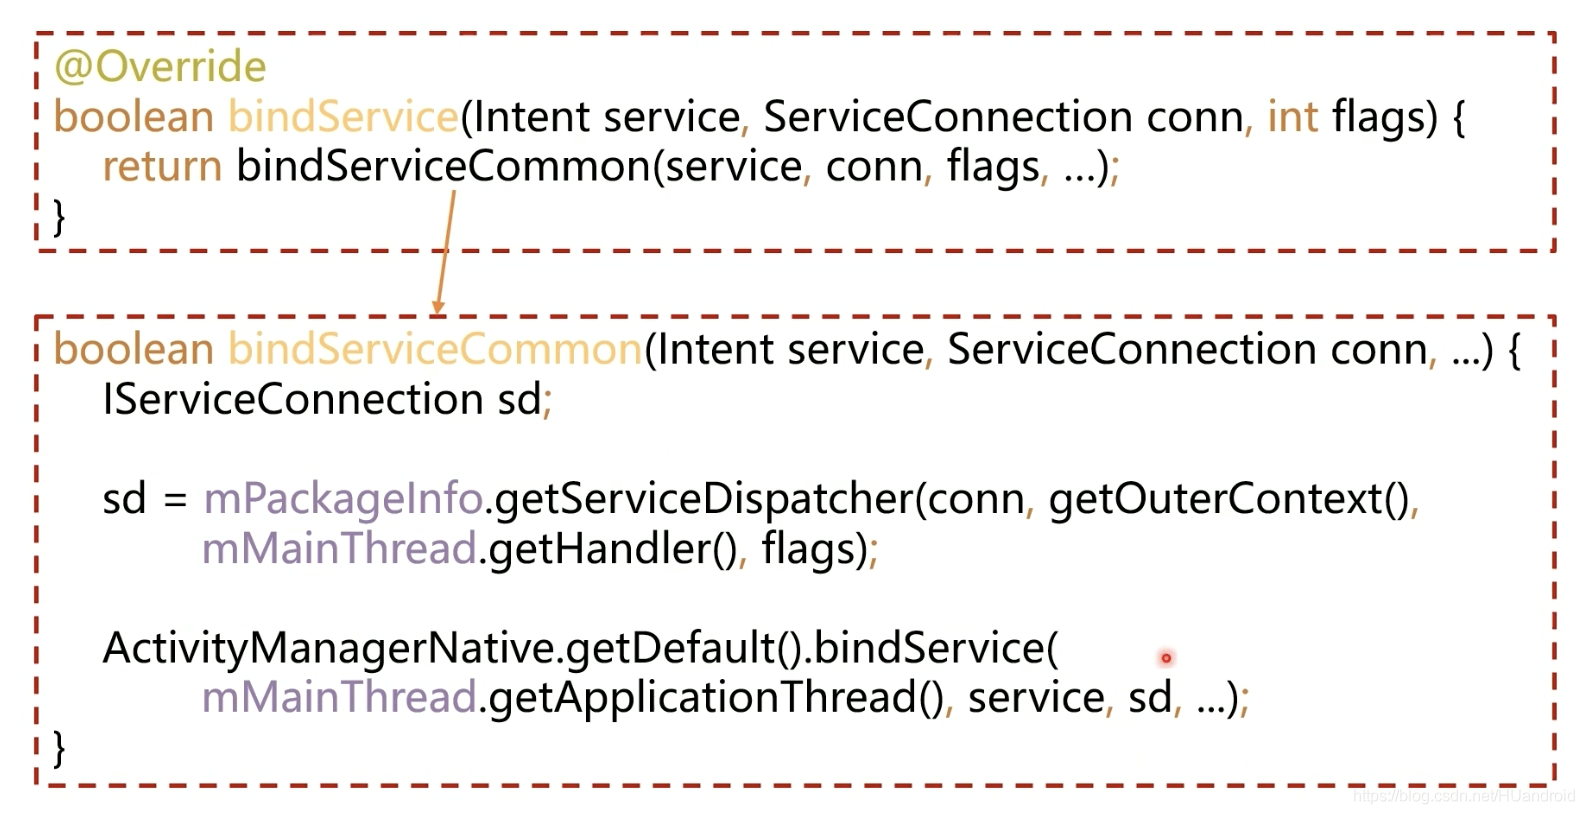 @Override
boolean bindService(Intent service, ServiceConnection conn, int flags) {
return bindServiceCommon(service, conn, flags, ...);
}
boolean bindServiceCommon(Intent service, ServiceConnection conn, ...) {
IServiceConnection sd;
sd = mPackageInfo.getServiceDispatcher(conn, getOuterContext(),
mMainThread.getHandler(), flags);
ActivityManagerNative.getDefault().bindService(
mMainThread.getApplicationThread(), service, sd, ...);
}
https://blog.csdn.net/HUandroid